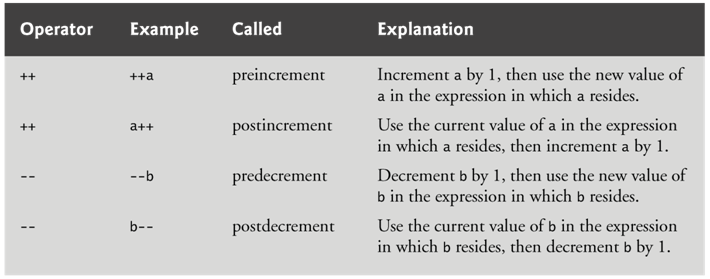 Operator Example Called Explanation
++ ++a preincrement Increment a by 1, then use the new value of
a in the expression in which a resides.
++ a++ postincrement Use the current value of a in the expression
in which a resides, then increment a by 1.
-- --b predecrement Decrement b by 1, then use the new value of
b in the expression in which b resides.
-- b-- postdecrement Use the current value of b in the expression
in which b resides, then decrement b by 1.